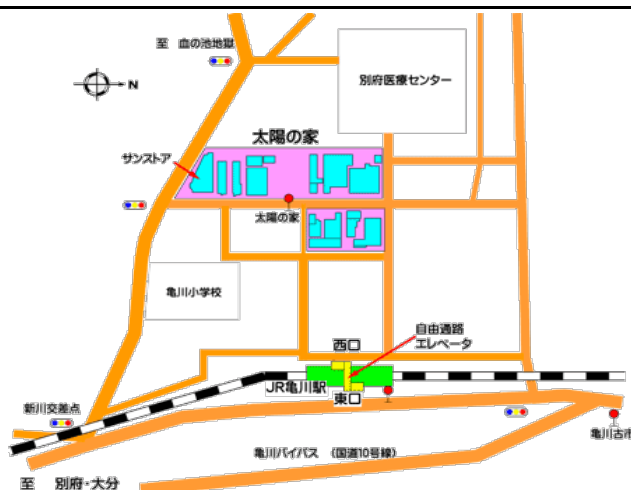 至 血の池地獄
別府医療センター
N
太陽の家
サンストア
太陽の家
亀川小学校
自由通路
エレベータ
西口
JR亀川駅
東口
新川交差点
亀川古市
亀川バイパス (国道10号線)
至 別府・大分